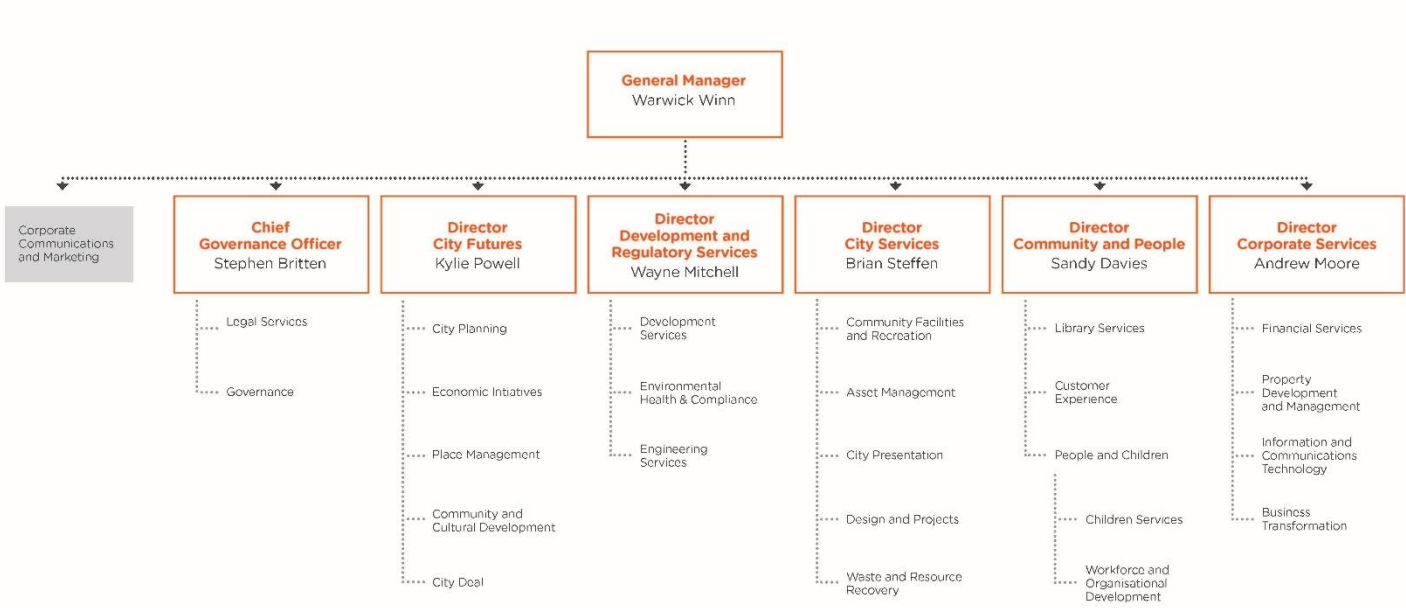 General Manager
Warwick Winn
Corporate
Communications
and Marketing
Chief
Governance Officer
Stephen Britten
Legal Services
Governance
Director
City Futures
Kylie Powell
City Planning
Economic Intiatives
Place Management
Community and
Cultural Development
City Deal
Director
Development and
Regulatory Services
Wayne Mitchell
Development
Services
Environmental
Health & Compliance
Engineering
Services
Director
City Services
Brian Steffen
Community Facilities
and Recreation
Asset Management
City Presentation
Design and Projects
Waste and Resource
Recovery
Director
Community and People
Sandy Davies
Library Services
Customer
Experience
People and Children
Children Services
Workforce and
Organisational
Development
Director
Corporate Services
Andrew Moore
Financial Services
Property
Development
and Management
Information and
Communications
Technology
Business
Transformation